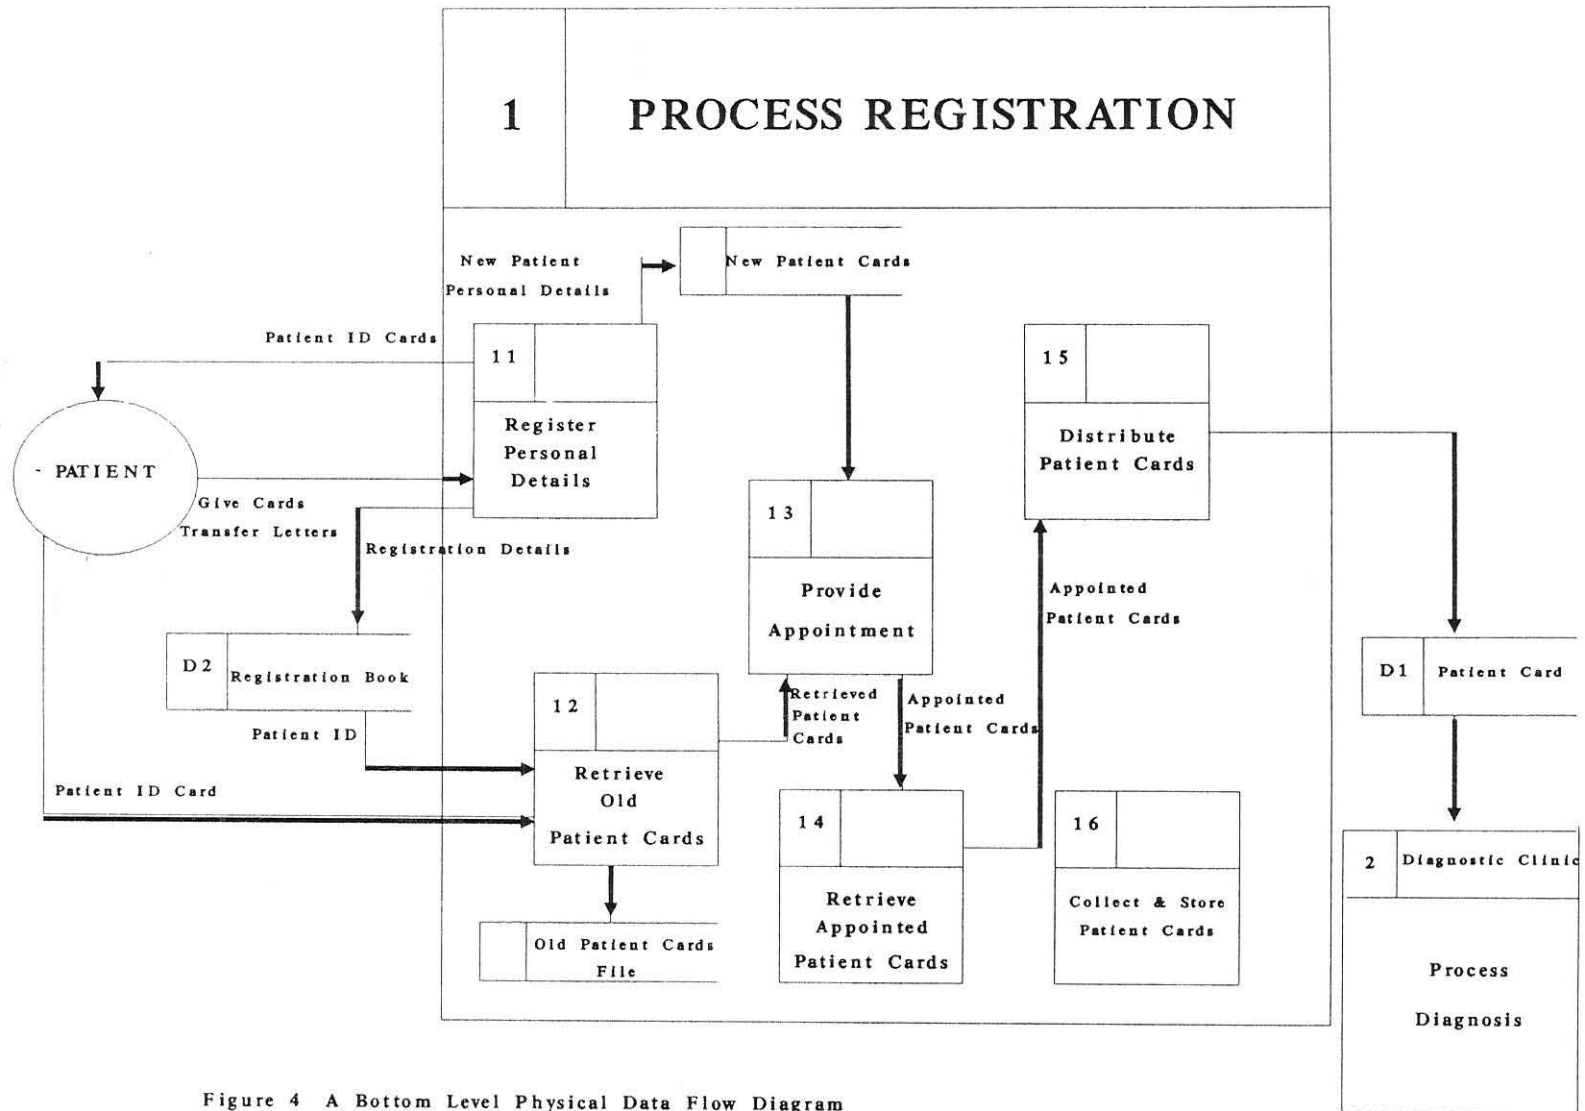 1
PROCESS REGISTRATION
New Patient
Personal Details
New Patient Cards
Patient ID Cards
11
Register
Personal
Details
15
Distribute
Patient Cards
- PATIENT
Give Cards
Transfer Letters
Registration Details
13
Provide
Appointment
Appointed
Patient Cards
D2
Registration Book
D1
Patient Card
12
Retrieve
Old
Patient Cards
Retrieved
Patient
Cards
Appointed
Patient Cards
Patient ID
Patient ID Card
14
Retrieve
Appointed
Patient Cards
16
Collect & Store
Patient Cards
2
Diagnostic Clinic
Process
Diagnosis
Old Patient Cards
File
Figure 4 A Bottom Level Physical Data Flow Diagram